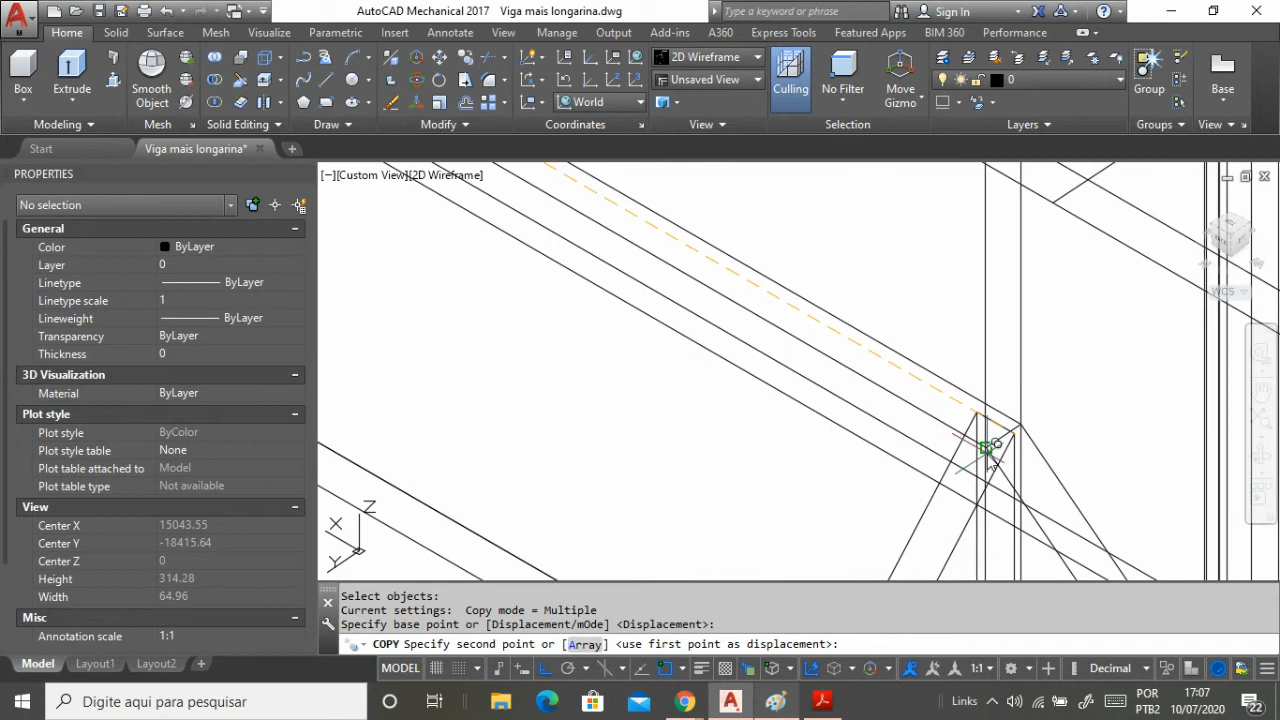 AutoCAD Mechanical 2017 Viga mais longarina.dwg
Type a keyword or phrase
Sign In
Home Solid Surface Mesh Visualize Parametric Insert Annotate View Manage Output Add-ins A360 Express Tools Featured Apps BIM 360 Performance
2D Wireframe
Unsaved View
0
World
Box Extrude Smooth Object Culling No Filter Move Gizmo Group Base
Modeling Mesh Solid Editing Draw Modify Coordinates View Selection Layers Groups View
Start Viga mais longarina*
PROPERTIES
[−][Custom View][2D Wireframe]
No selection
General
Color ByLayer
Layer 0
Linetype ByLayer
Linetype scale 1
Lineweight ByLayer
Transparency ByLayer
Thickness 0
3D Visualization
Material ByLayer
Plot style
Plot style ByColor
Plot style table None
Plot table attached to Model
Plot table type Not available
View
Center X 15043.55
Center Y -18415.64
Center Z 0
Height 314.28
Width 64.96
Misc
Annotation scale 1:1
WCS
Z
X
Y
Select objects:
Current settings: Copy mode = Multiple
Specify base point or [Displacement/mOde] <Displacement>:
COPY Specify second point or [Array] <use first point as displacement>:
Model Layout1 Layout2 +
MODEL 1:1 Decimal
Digite aqui para pesquisar
Links
POR
PTB2
17:07
10/07/2020
22